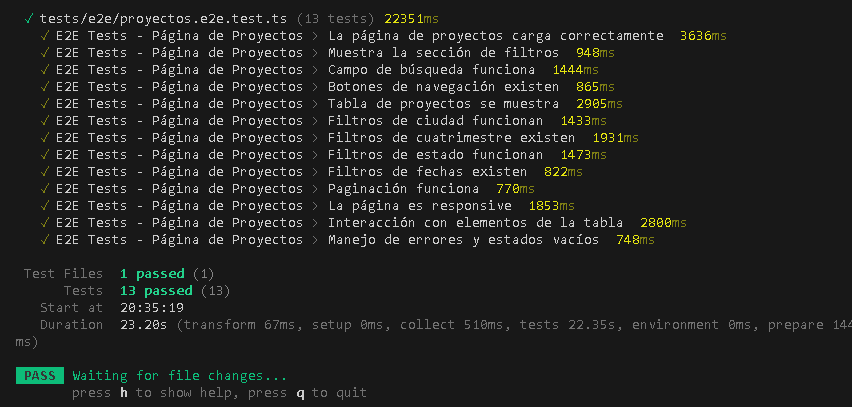 ✓ tests/e2e/proyectos.e2e.test.ts (13 tests) 22351ms
✓ E2E Tests - Página de Proyectos > La página de proyectos carga correctamente 3636ms
✓ E2E Tests - Página de Proyectos > Muestra la sección de filtros 948ms
✓ E2E Tests - Página de Proyectos > Campo de búsqueda funciona 1444ms
✓ E2E Tests - Página de Proyectos > Botones de navegación existen 865ms
✓ E2E Tests - Página de Proyectos > Tabla de proyectos se muestra 2905ms
✓ E2E Tests - Página de Proyectos > Filtros de ciudad funcionan 1433ms
✓ E2E Tests - Página de Proyectos > Filtros de cuatrimestre existen 1931ms
✓ E2E Tests - Página de Proyectos > Filtros de estado funcionan 1473ms
✓ E2E Tests - Página de Proyectos > Filtros de fechas existen 822ms
✓ E2E Tests - Página de Proyectos > Paginación funciona 770ms
✓ E2E Tests - Página de Proyectos > La página es responsive 1853ms
✓ E2E Tests - Página de Proyectos > Interacción con elementos de la tabla 2800ms
✓ E2E Tests - Página de Proyectos > Manejo de errores y estados vacíos 748ms
Test Files 1 passed (1)
Tests 13 passed (13)
Start at 20:35:19
Duration 23.20s (transform 67ms, setup 0ms, collect 510ms, tests 22.35s, environment 0ms, prepare 144
ms)
PASS Waiting for file changes...
press h to show help, press q to quit